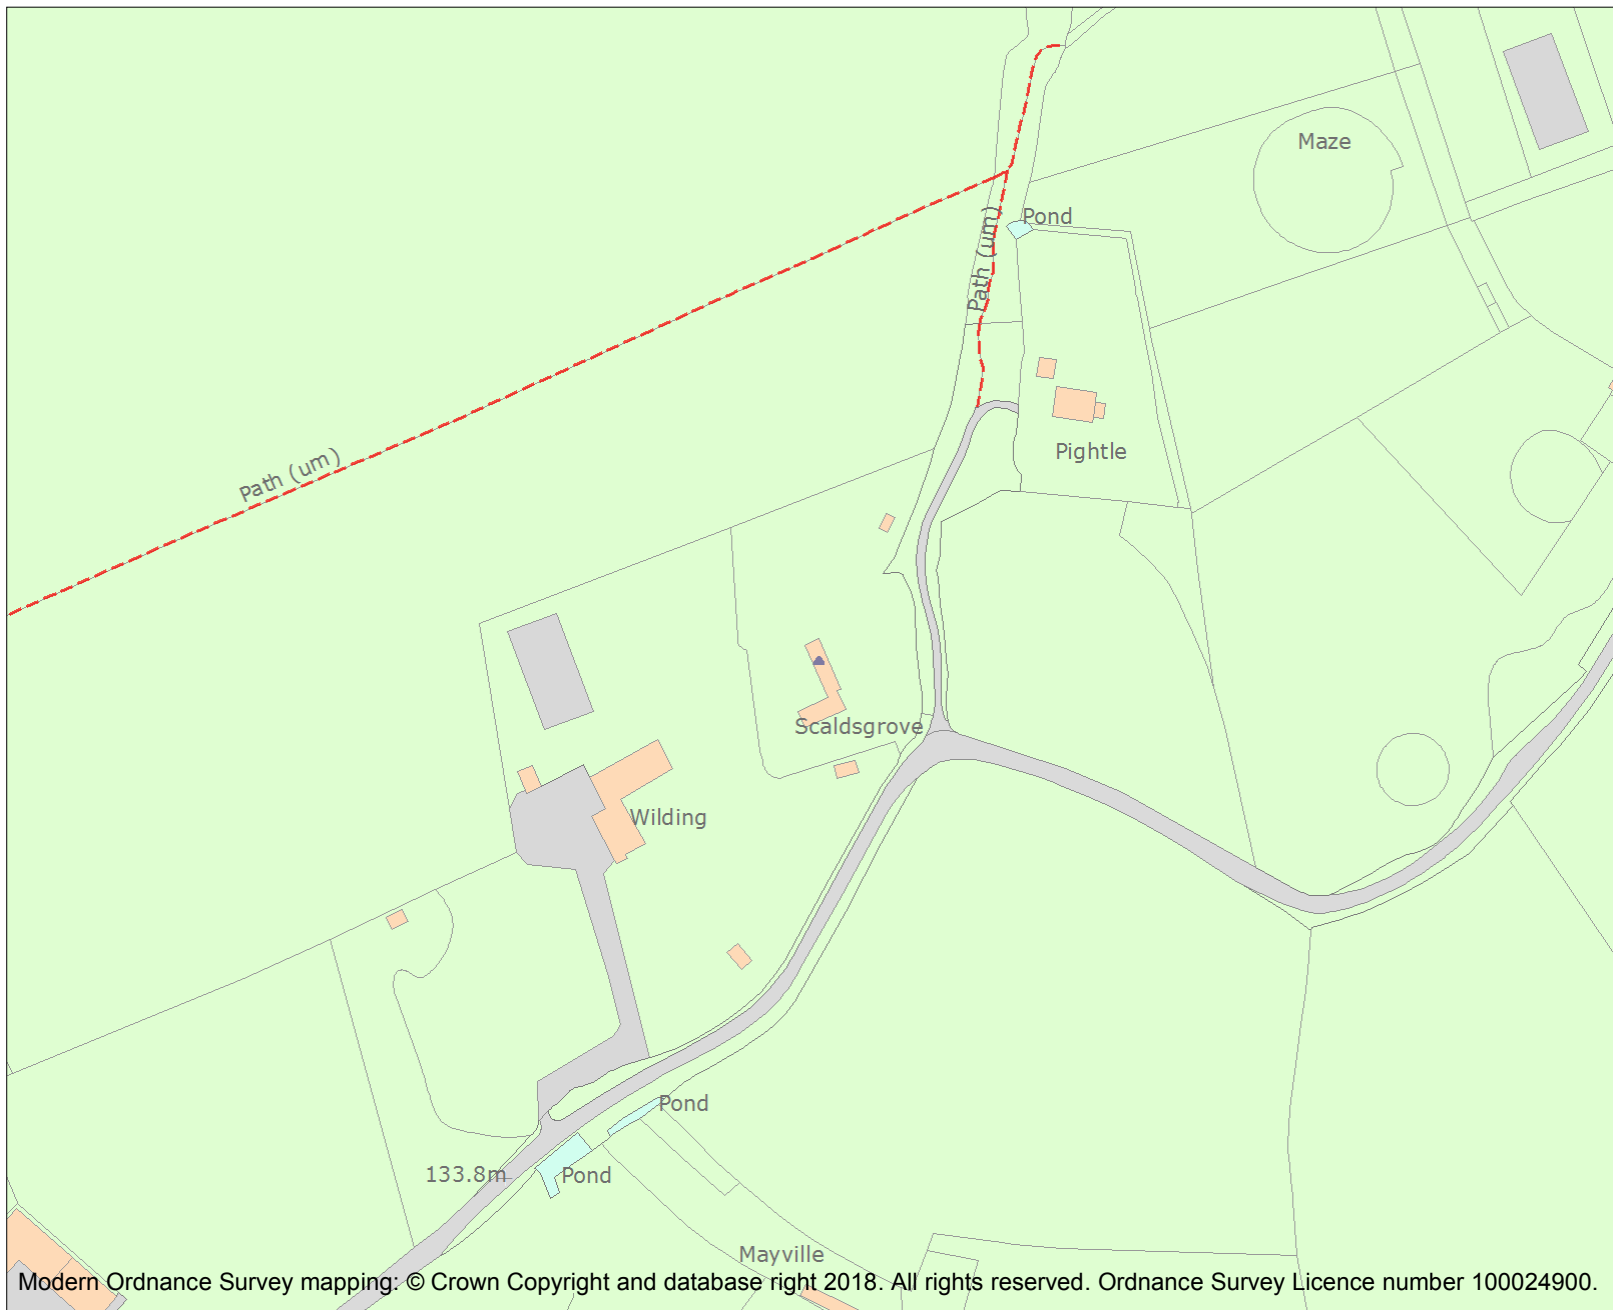 Maze
Pond
Path (um)
Pightle
Path (um)
Scaldsgrove
Wilding
Pond
133.8m
Pond
Mayville
Modern Ordnance Survey mapping: © Crown Copyright and database right 2018. All rights reserved. Ordnance Survey Licence number 100024900.